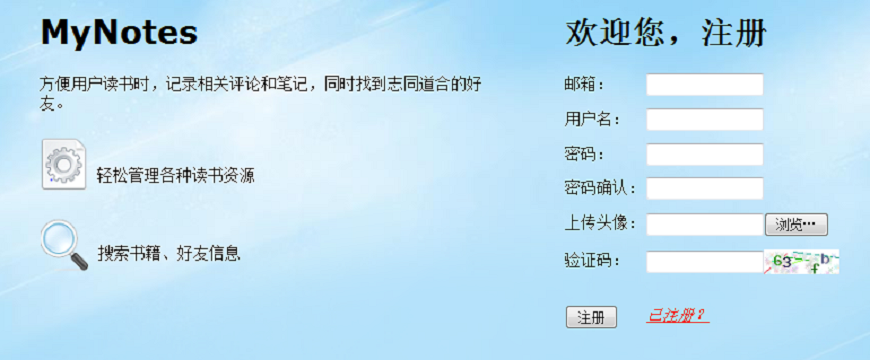 MyNotes
方便用户读书时，记录相关评论和笔记，同时找到志同道合的好
友。
轻松管理各种读书资源
搜索书籍、好友信息
欢迎您，注册
邮箱：
用户名：
密码：
密码确认：
上传头像：
浏览…
验证码：
63 f b
注册
已注册？